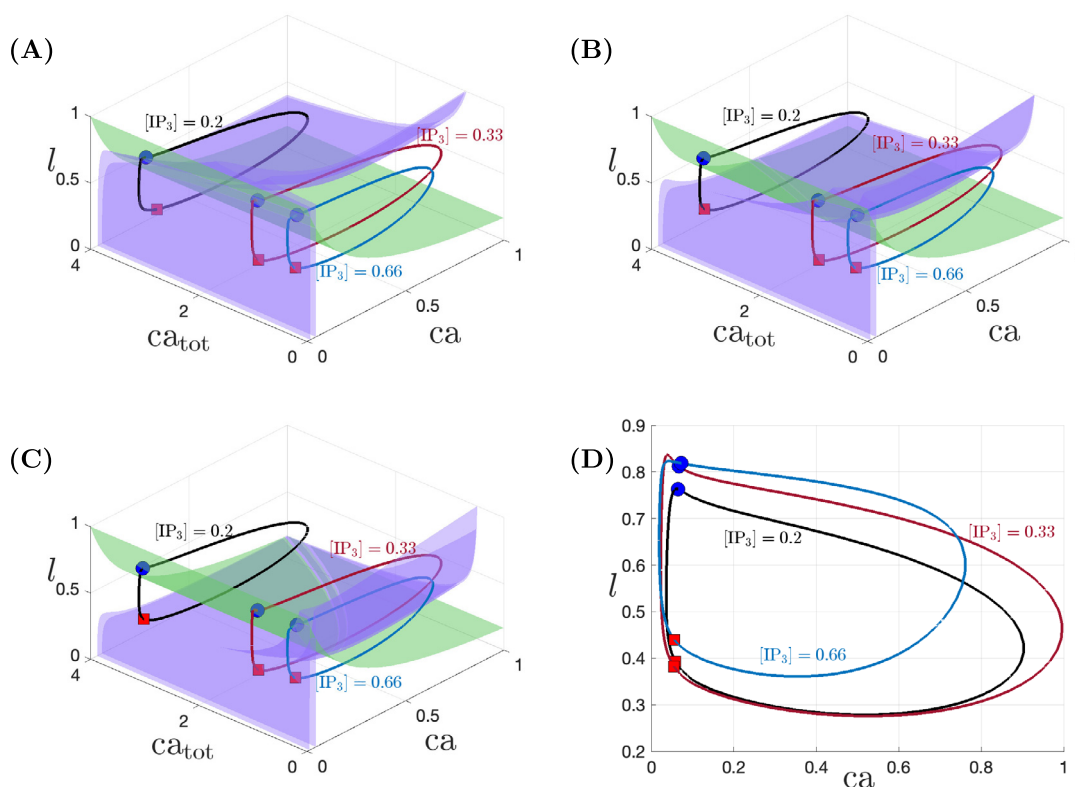 (A)
[IP₃] = 0.2
[IP₃] = 0.33
[IP₃] = 0.66
l
1
0.5
0
4
2
0
ca_tot
0
0.5
1
ca
(B)
[IP₃] = 0.2
[IP₃] = 0.33
[IP₃] = 0.66
l
1
0.5
0
4
2
0
ca_tot
0
0.5
ca
(C)
[IP₃] = 0.2
[IP₃] = 0.33
[IP₃] = 0.66
l
1
0.5
0
4
2
0
ca_tot
0
0.5
1
ca
(D)
0.9
0.8
0.7
0.6
0.5
0.4
0.3
0.2
l
[IP₃] = 0.33
[IP₃] = 0.2
[IP₃] = 0.66
0
0.2
0.4
0.6
0.8
1
ca